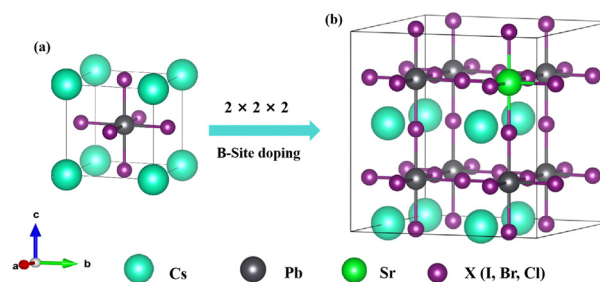 (a)
(b)
2 × 2 × 2
B-Site doping
c
a
b
Cs
Pb
Sr
X (I, Br, Cl)